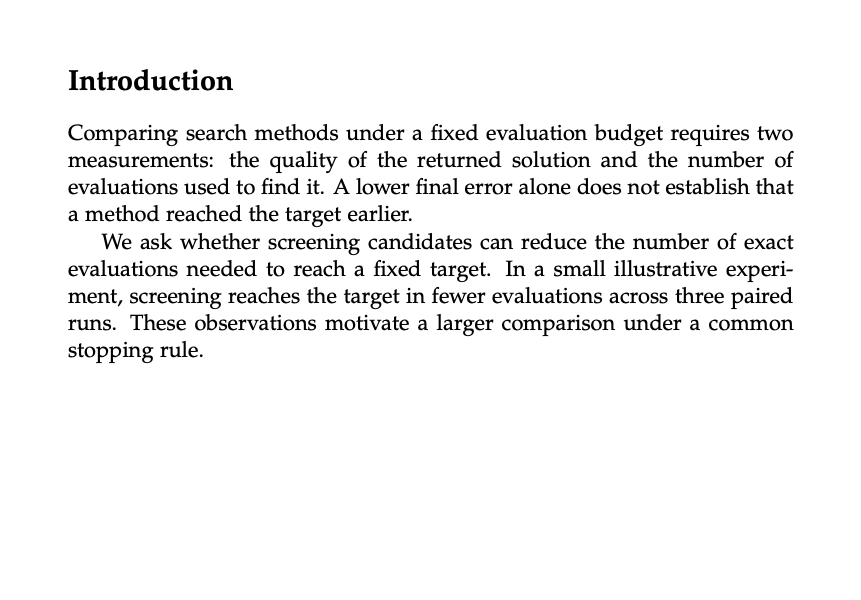 Introduction
Comparing search methods under a fixed evaluation budget requires two
measurements: the quality of the returned solution and the number of
evaluations used to find it. A lower final error alone does not establish that
a method reached the target earlier.
We ask whether screening candidates can reduce the number of exact
evaluations needed to reach a fixed target. In a small illustrative experi-
ment, screening reaches the target in fewer evaluations across three paired
runs. These observations motivate a larger comparison under a common
stopping rule.